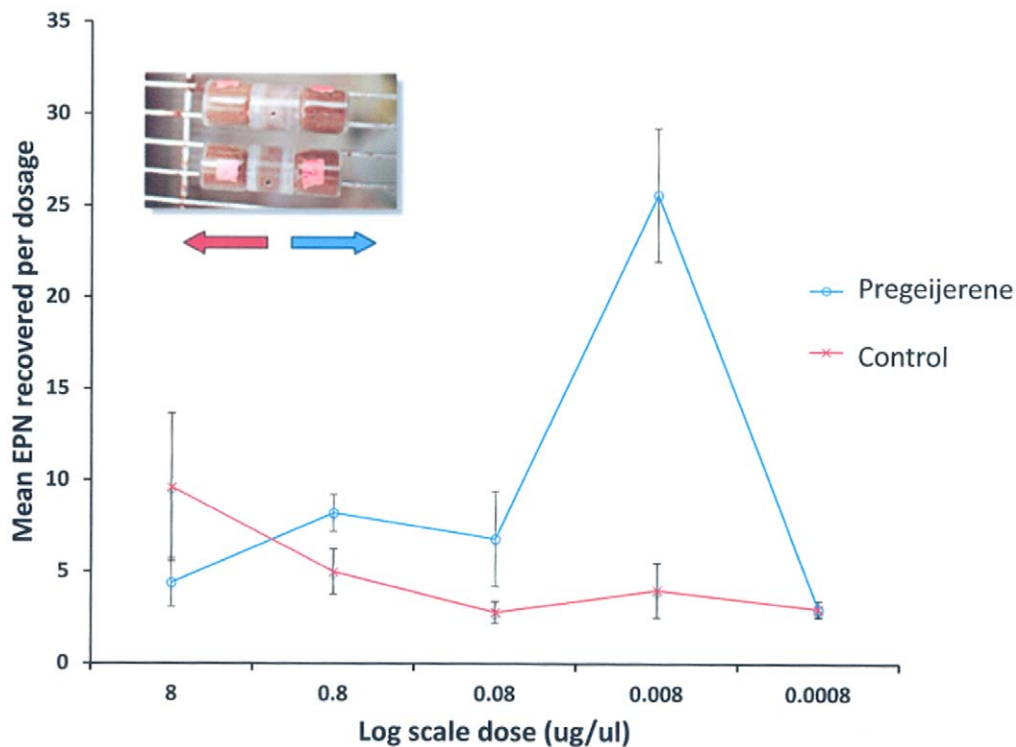 35
30
25
20
15
10
5
0
Mean EPN recovered per dosage
Pregeijerene
Control
8 0.8 0.08 0.008 0.0008
Log scale dose (ug/ul)